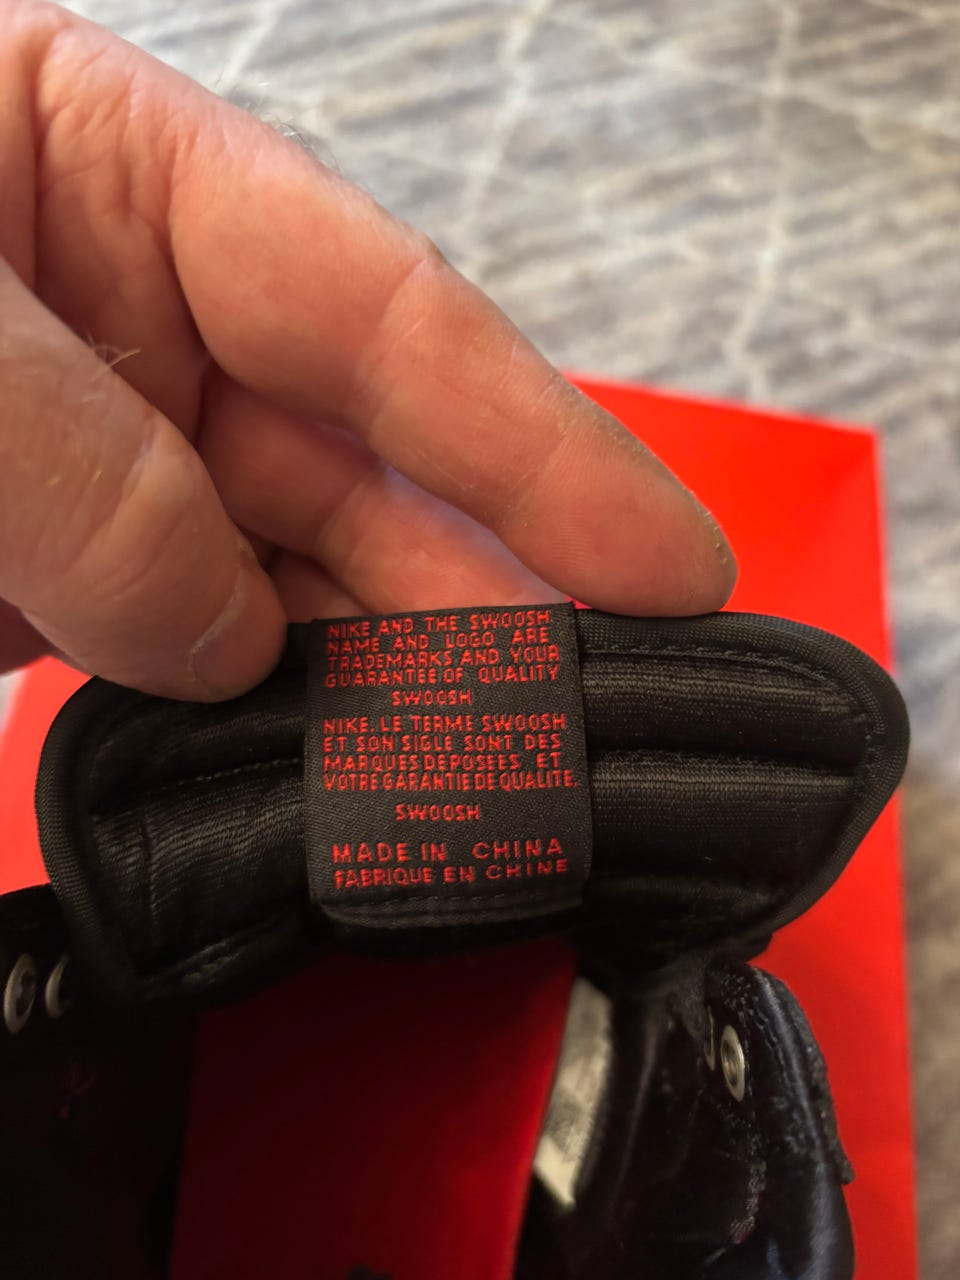 NIKE AND THE SWOOSH
NAME AND LOGO ARE
TRADEMARKS AND YOUR
GUARANTEE OF QUALITY
SWOOSH
NIKE. LE TERME SWOOSH
ET SON SIGLE SONT DES
MARQUES DEPOSEES ET
VOTRE GARANTIE DE QUALITE.
SWOOSH
MADE IN CHINA
FABRIQUE EN CHINE